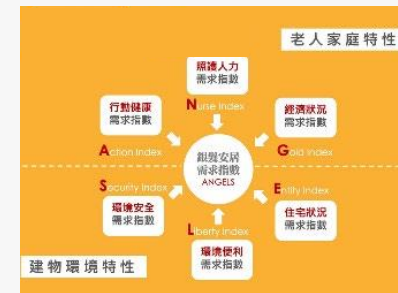 老人家庭特性
照護人力
需求指數
Nurse Index
行動健康
需求指數
Action Index
經濟狀況
需求指數
Gold Index
銀髮安居
需求指數
ANGELS
Security Index
環境安全
需求指數
Entity Index
住宅狀況
需求指數
Liberty Index
環境便利
需求指數
建物環境特性